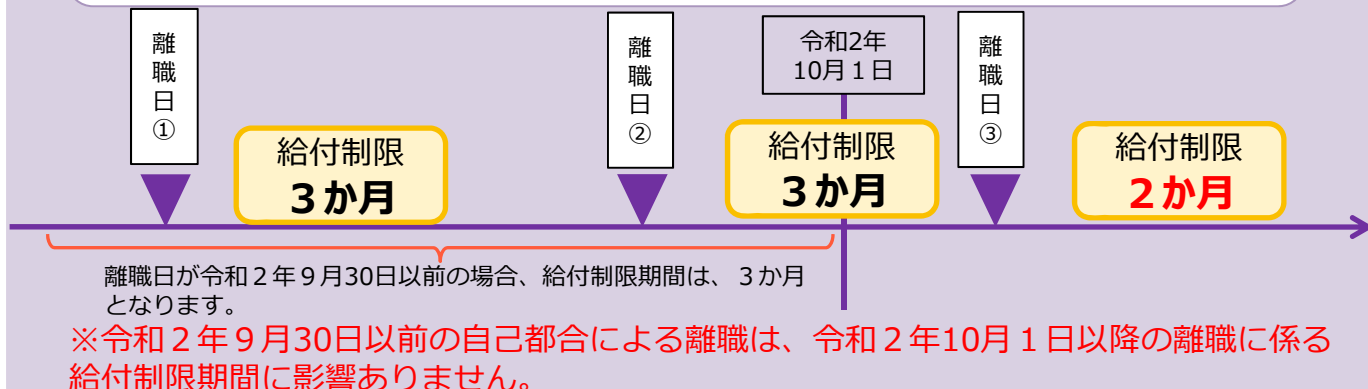 離職日①
給付制限
３か月
離職日②
令和2年
10月１日
給付制限
３か月
離職日③
給付制限
２か月
離職日が令和２年９月30日以前の場合、給付制限期間は、３か月
となります。
※令和２年９月30日以前の自己都合による離職は、令和２年10月１日以降の離職に係る
給付制限期間に影響ありません。